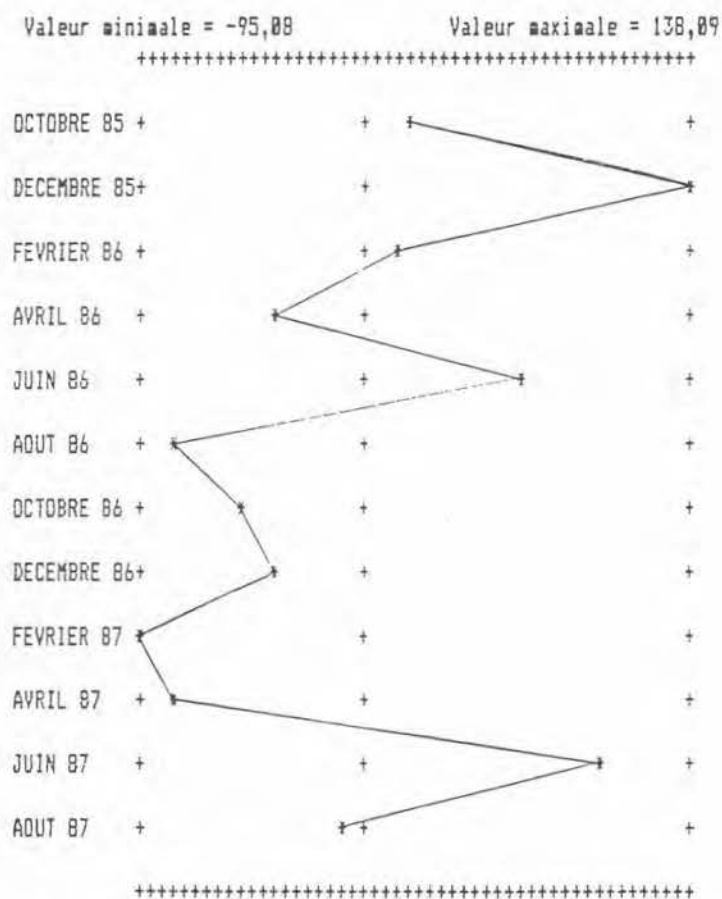 Valeur minimale = -95,08 Valeur maximale = 138,09
OCTOBRE 85
DECEMBRE 85
FEVRIER 86
AVRIL 86
JUIN 86
AOUT 86
OCTOBRE 86
DECEMBRE 86
FEVRIER 87
AVRIL 87
JUIN 87
AOUT 87